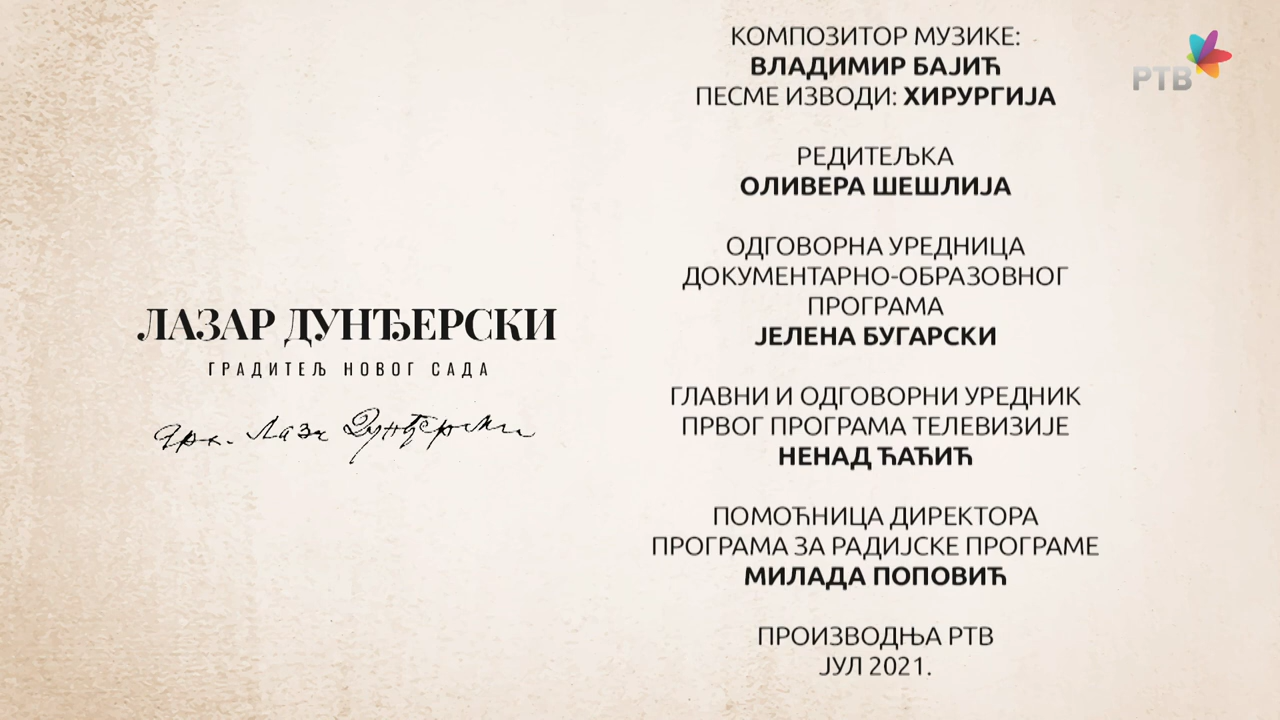 ЛАЗАР ДУНЂЕРСКИ
ГРАДИТЕЉ НОВОГ САДА
Лаза Дунђерски
КОМПОЗИТОР МУЗИКЕ:
ВЛАДИМИР БАЈИЋ
ПЕСМЕ ИЗВОДИ: ХИРУРГИЈА
РЕДИТЕЉКА
ОЛИВЕРА ШЕШЛИЈА
ОДГОВОРНА УРЕДНИЦА
ДОКУМЕНТАРНО-ОБРАЗОВНОГ
ПРОГРАМА
ЈЕЛЕНА БУГАРСКИ
ГЛАВНИ И ОДГОВОРНИ УРЕДНИК
ПРВОГ ПРОГРАМА ТЕЛЕВИЗИЈЕ
НЕНАД ЋАЋИЋ
ПОМОЋНИЦА ДИРЕКТОРА
ПРОГРАМА ЗА РАДИЈСКЕ ПРОГРАМЕ
МИЛАДА ПОПОВИЋ
ПРОИЗВОДЊА РТВ
ЈУЛ 2021.
РТВ